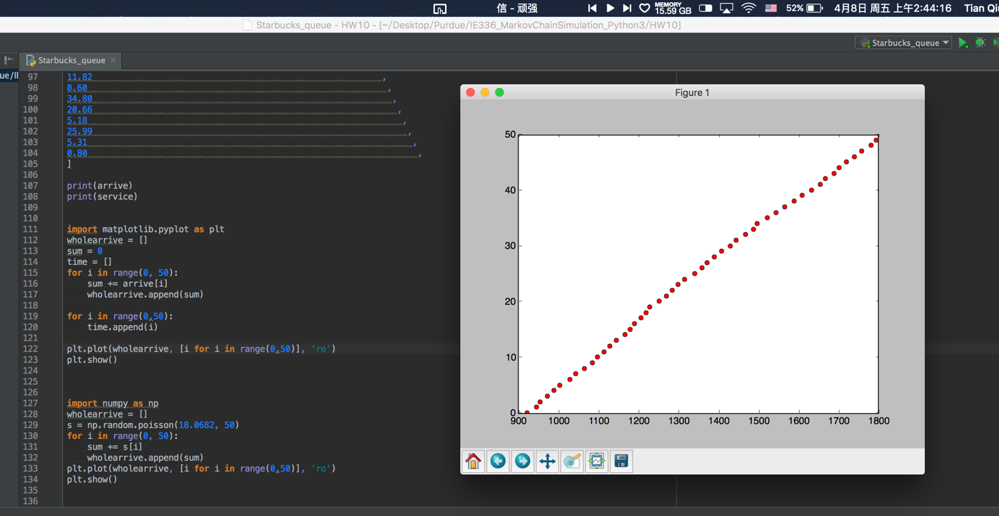 信 - 顽强
MEMORY
15.59 GB
52%
4月8日 周五 上午2:44:16
Tian Qi
Starbucks_queue - HW10 - [~/Desktop/Purdue/IE336_MarkovChainSimulation_Python3/HW10]
Starbucks_queue
Starbucks_queue
97 11.82 ,
98 0.60 ,
99 34.80 ,
100 20.66 ,
101 5.18 ,
102 25.99 ,
103 5.31 ,
104 0.80 ,
105 ]
106
107 print(arrive)
108 print(service)
109
110
111 import matplotlib.pyplot as plt
112 wholearrive = []
113 sum = 0
114 time = []
115 for i in range(0, 50):
116 sum += arrive[i]
117 wholearrive.append(sum)
118
119 for i in range(0,50):
120 time.append(i)
121
122 plt.plot(wholearrive, [i for i in range(0,50)], 'ro')
123 plt.show()
124
125
126
127 import numpy as np
128 wholearrive = []
129 s = np.random.poisson(18.0682, 50)
130 for i in range(0, 50):
131 sum += s[i]
132 wholearrive.append(sum)
133 plt.plot(wholearrive, [i for i in range(0,50)], 'ro')
134 plt.show()
135
136
Figure 1
50
40
30
20
10
0
900 1000 1100 1200 1300 1400 1500 1600 1700 1800